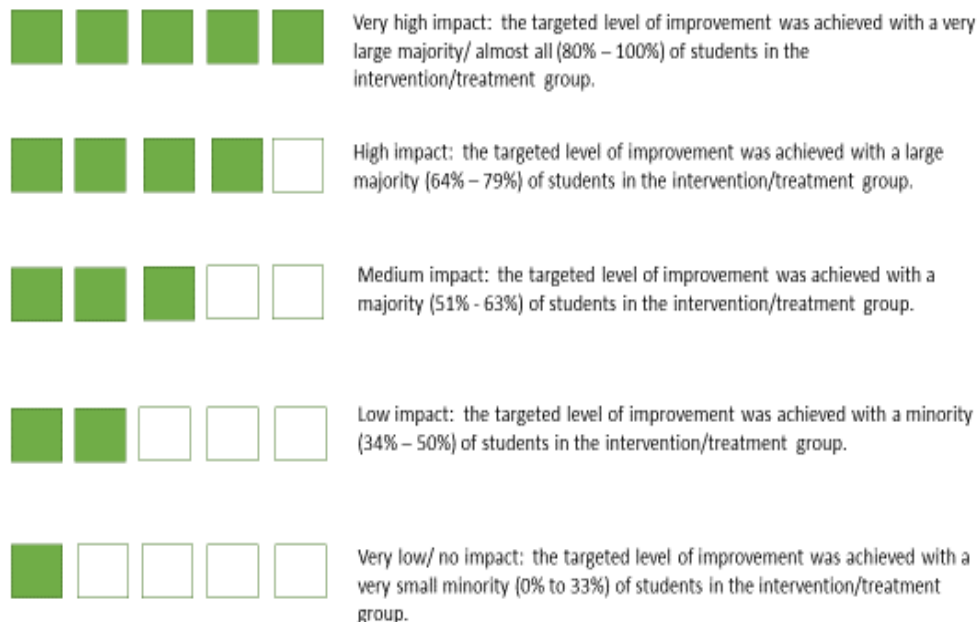 Very high impact: the targeted level of improvement was achieved with a very
large majority/ almost all (80% – 100%) of students in the
intervention/treatment group.
High impact: the targeted level of improvement was achieved with a large
majority (64% – 79%) of students in the intervention/treatment group.
Medium impact: the targeted level of improvement was achieved with a
majority (51% - 63%) of students in the intervention/treatment group.
Low impact: the targeted level of improvement was achieved with a minority
(34% – 50%) of students in the intervention/treatment group.
Very low/ no impact: the targeted level of improvement was achieved with a
very small minority (0% to 33%) of students in the intervention/treatment
group.